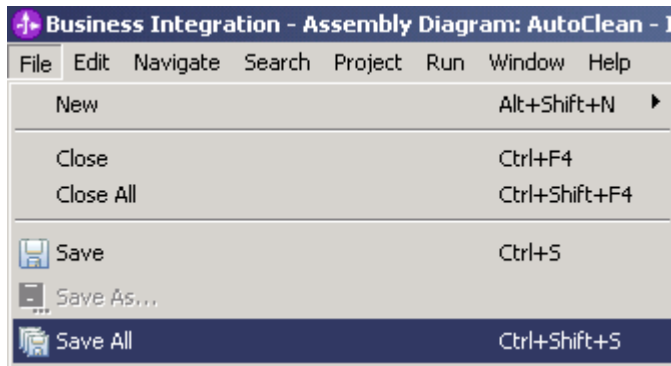 Business Integration - Assembly Diagram: AutoClean -
File Edit Navigate Search Project Run Window Help
New Alt+Shift+N
Close Ctrl+F4
Close All Ctrl+Shift+F4
Save Ctrl+S
Save As...
Save All Ctrl+Shift+S